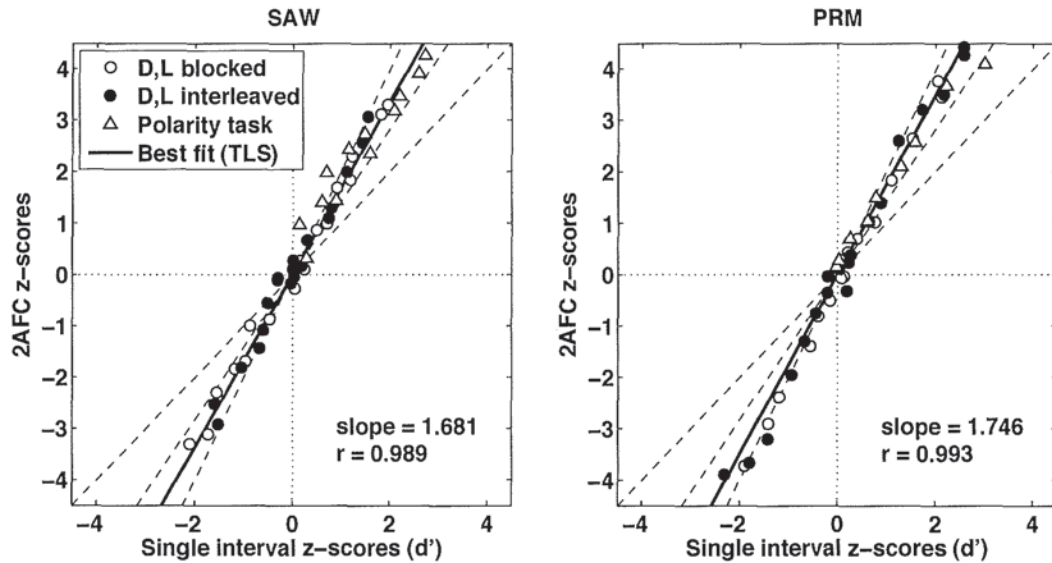 SAW
PRM
D,L blocked
D,L interleaved
Polarity task
Best fit (TLS)
2AFC z−scores
4
3
2
1
0
−1
−2
−3
−4
slope = 1.681
r = 0.989
−4 −2 0 2 4
Single interval z−scores (d')
2AFC z−scores
4
3
2
1
0
−1
−2
−3
−4
slope = 1.746
r = 0.993
−4 −2 0 2 4
Single interval z−scores (d')